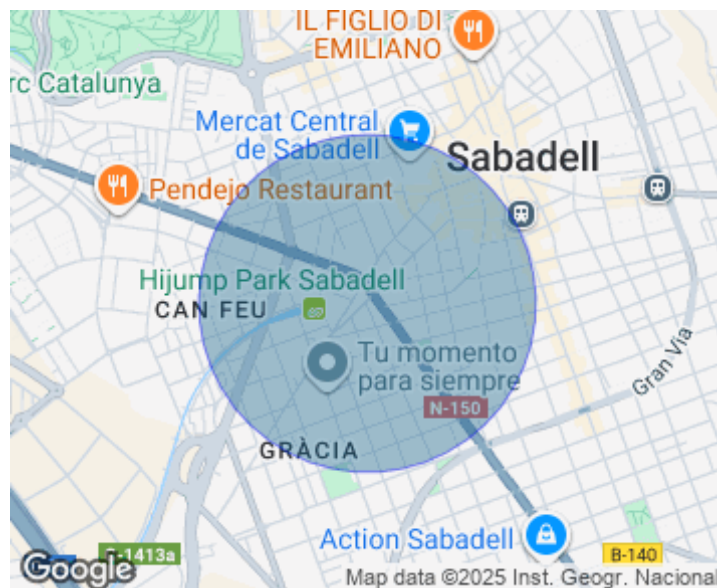 IL FIGLIO DI
EMILIANO
rc Catalunya
Mercat Central
de Sabadell
Sabadell
Pendejo Restaurant
Hijump Park Sabadell
CAN FEU
Tu momento
para siempre
Gran Via
N-150
GRÀCIA
Action Sabadell
-1413a
B-140
Google
Map data ©2025 Inst. Geogr. Nacional